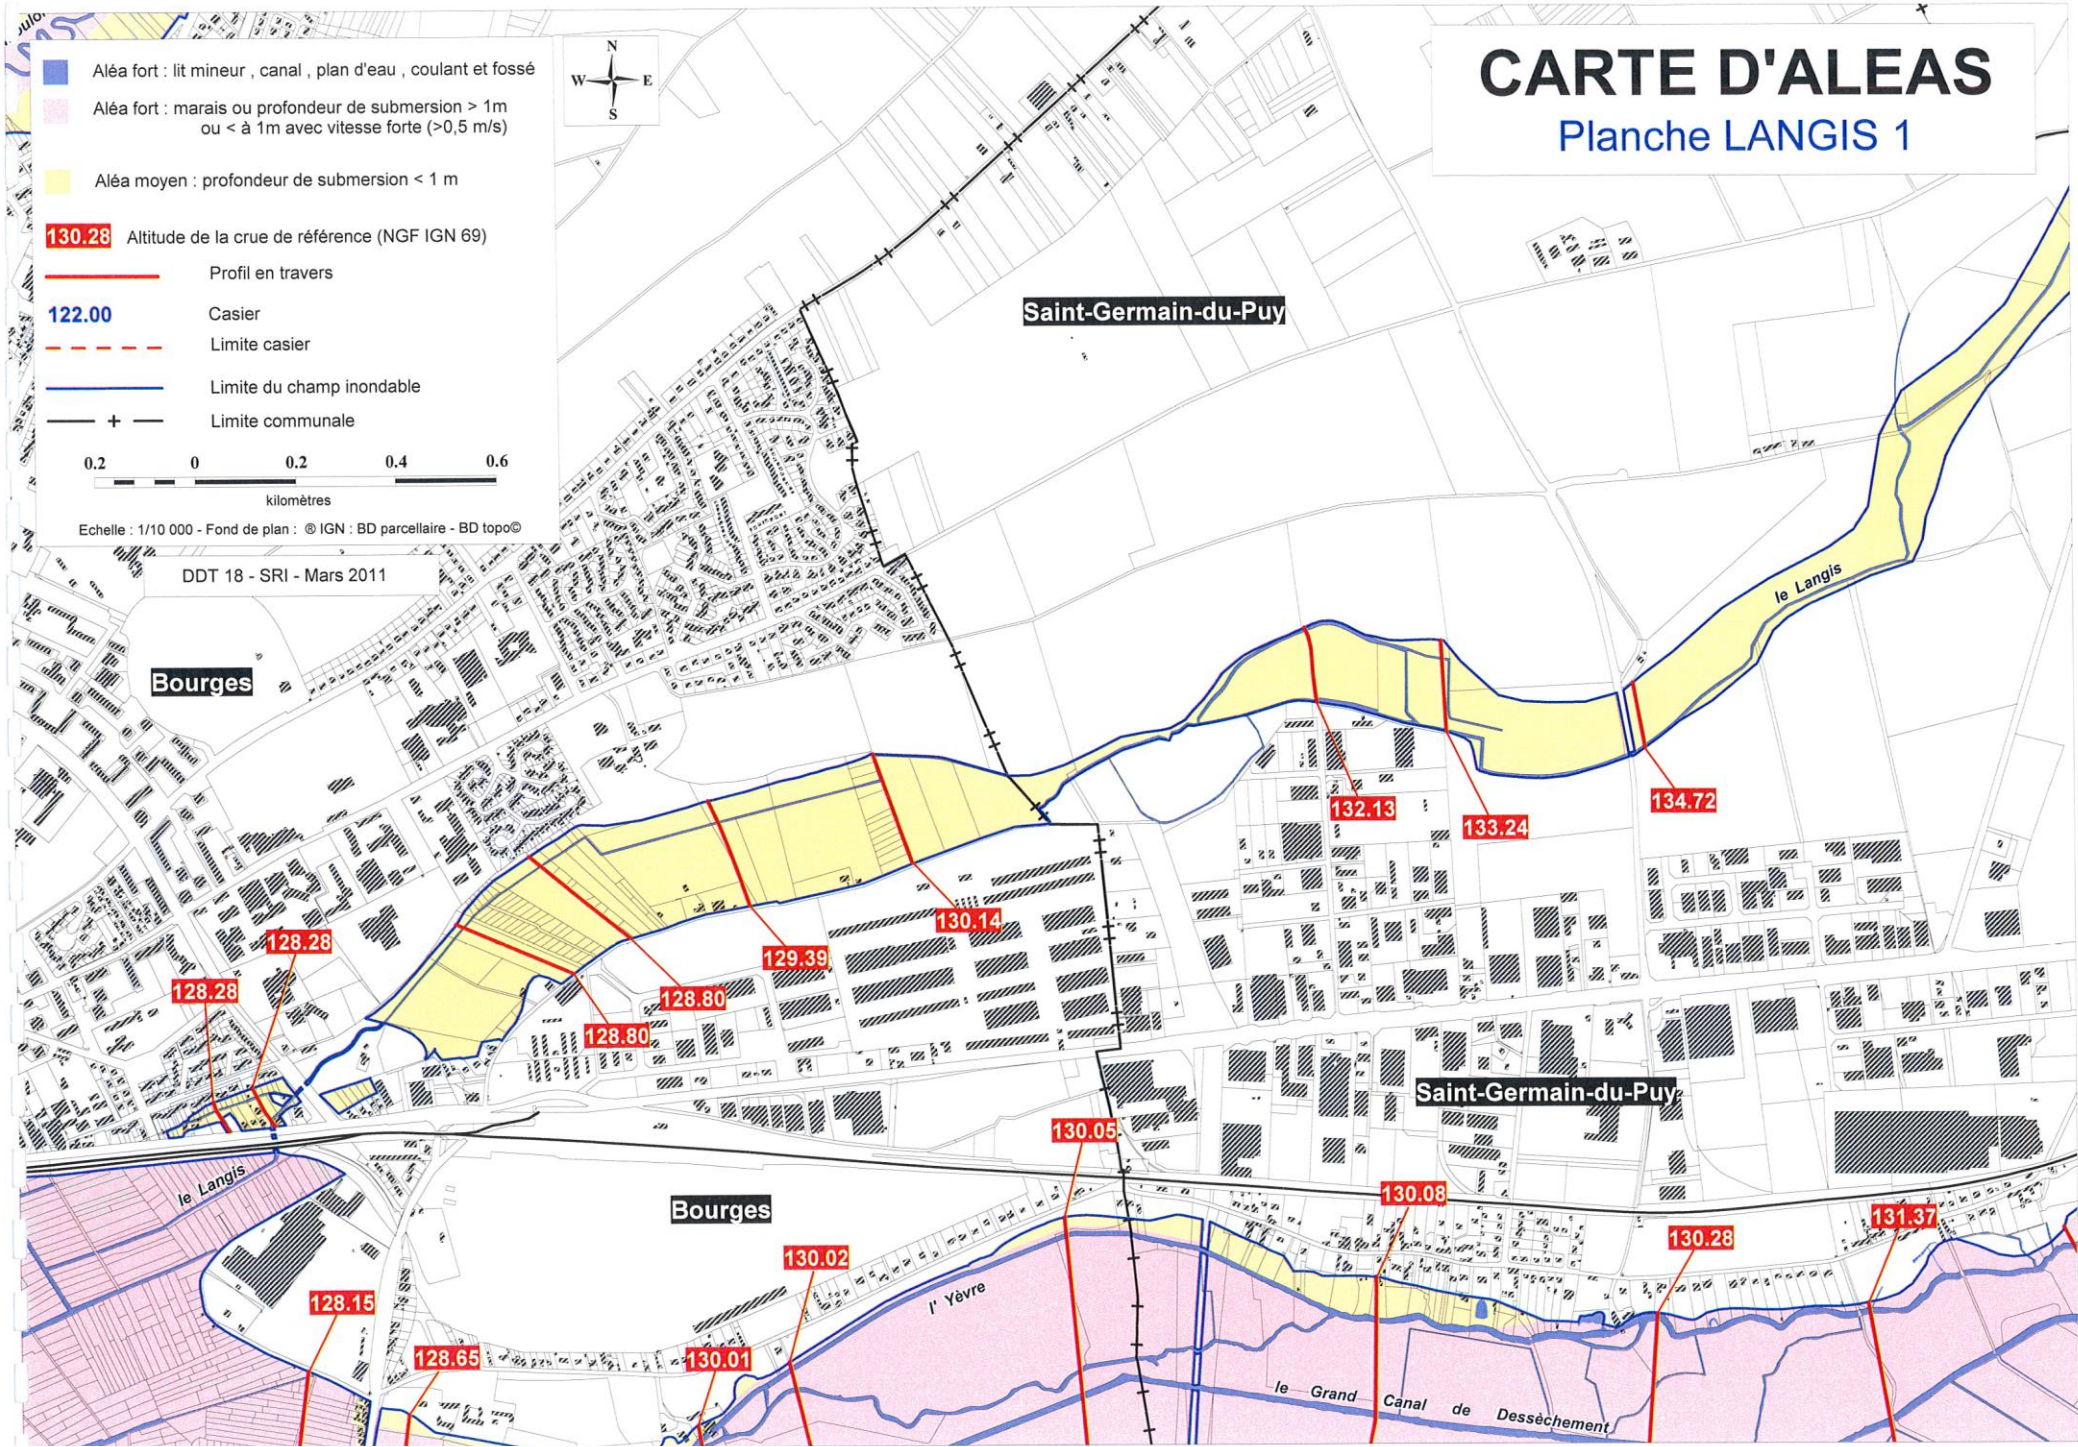 CARTE D'ALEAS
Planche LANGIS 1
Aléa fort : lit mineur , canal , plan d'eau , coulant et fossé
Aléa fort : marais ou profondeur de submersion > 1m
ou < à 1m avec vitesse forte (>0,5 m/s)
Aléa moyen : profondeur de submersion < 1 m
130.28 Altitude de la crue de référence (NGF IGN 69)
Profil en travers
122.00 Casier
Limite casier
Limite du champ inondable
Limite communale
0.2 0 0.2 0.4 0.6
kilomètres
Echelle : 1/10 000 - Fond de plan : ® IGN : BD parcellaire - BD topo©
DDT 18 - SRI - Mars 2011
N
W E
S
Saint-Germain-du-Puy
le Langis
Bourges
132.13
133.24
134.72
130.14
129.39
128.80
128.80
128.28
128.28
Saint-Germain-du-Puy
le Langis
Bourges
130.05
130.08
130.28
131.37
130.02
l' Yèvre
128.15
128.65
130.01
le Grand Canal de Dessèchement